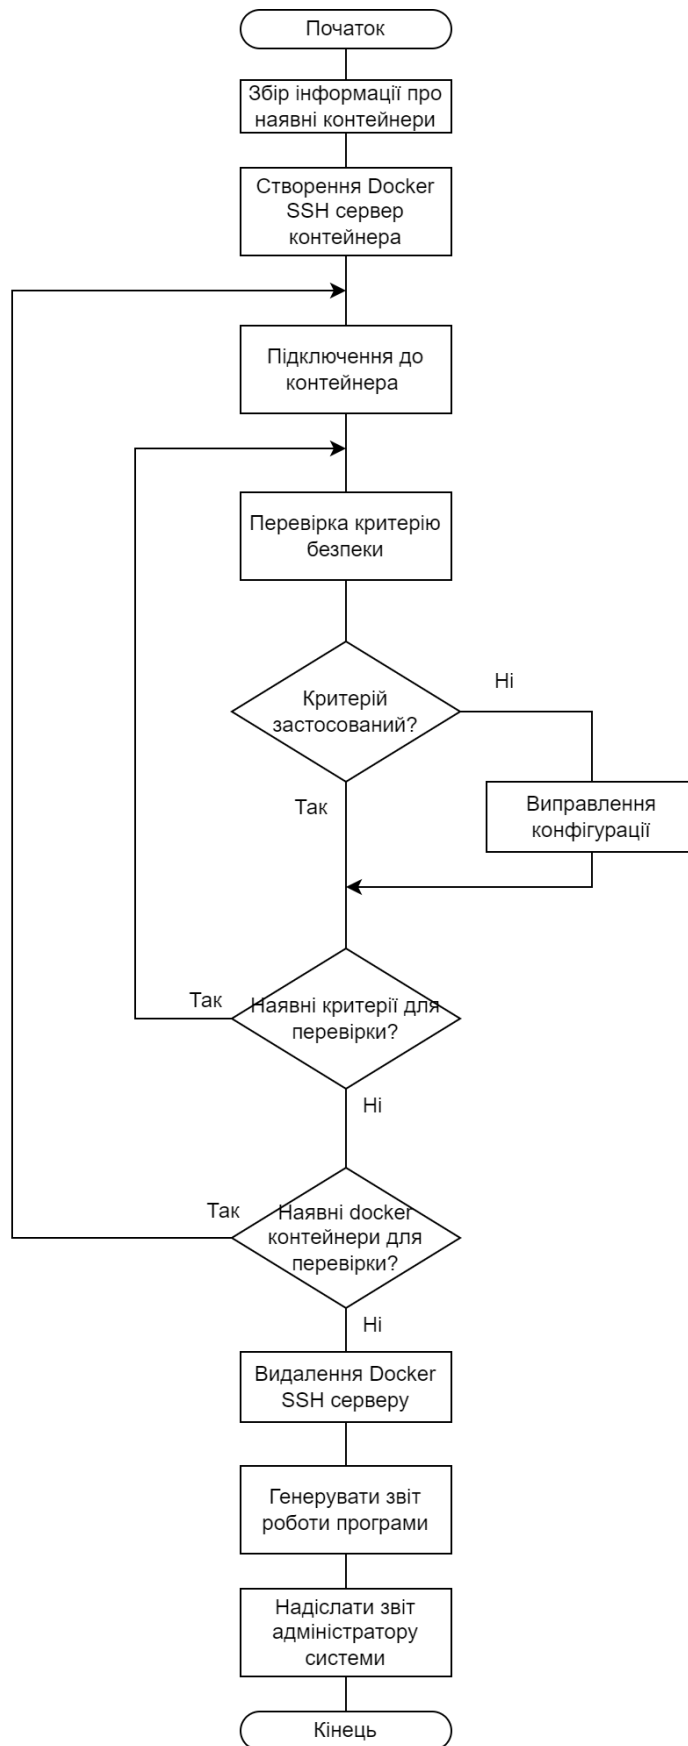 Початок
Збір інформації про
наявні контейнери
Створення Docker
SSH сервер
контейнера
Підключення до
контейнера
Перевірка критерію
безпеки
Критерій
застосований?
Ні
Так
Виправлення
конфігурації
Так
Наявні критерії для
перевірки?
Ні
Так
Наявні docker
контейнери для
перевірки?
Ні
Видалення Docker
SSH серверу
Генерувати звіт
роботи програми
Надіслати звіт
адміністратору
системи
Кінець